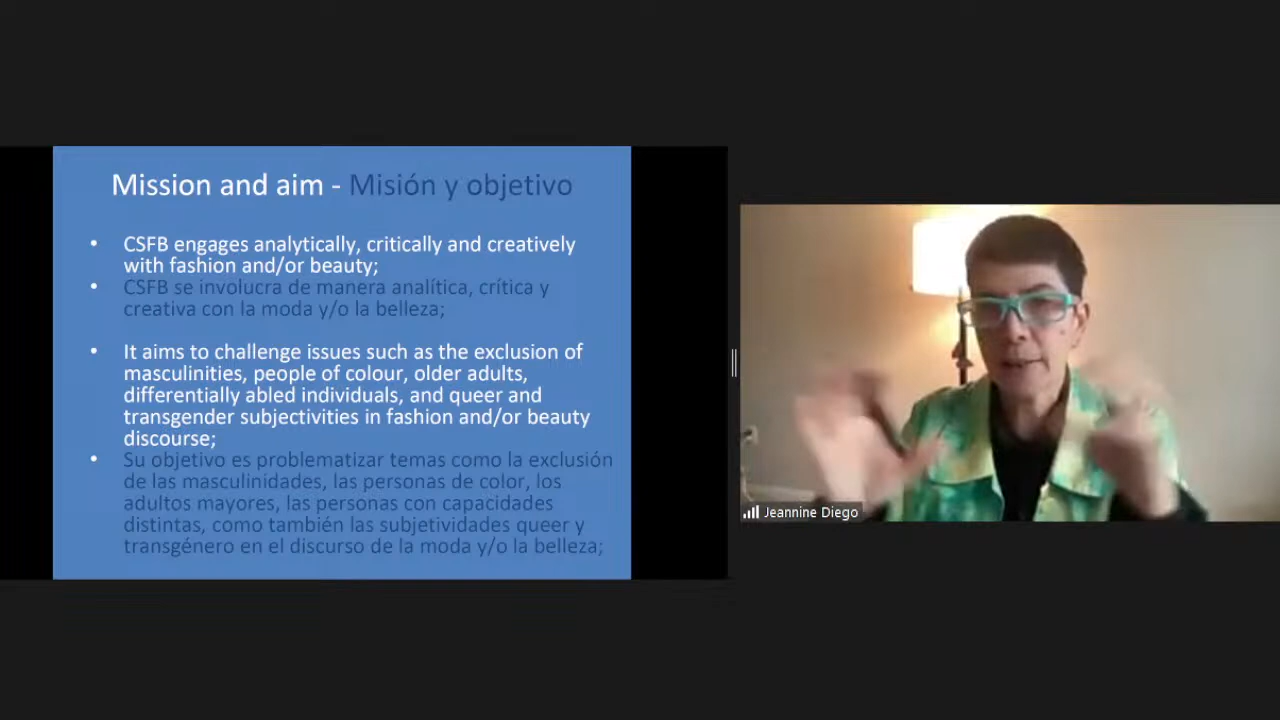 Mission and aim - Misión y objetivo
• CSFB engages analytically, critically and creatively
with fashion and/or beauty;
• CSFB se involucra de manera analítica, crítica y
creativa con la moda y/o la belleza;
• It aims to challenge issues such as the exclusion of
masculinities, people of colour, older adults,
differentially abled individuals, and queer and
transgender subjectivities in fashion and/or beauty
discourse;
• Su objetivo es problematizar temas como la exclusión
de las masculinidades, las personas de color, los
adultos mayores, las personas con capacidades
distintas, como también las subjetividades queer y
transgénero en el discurso de la moda y/o la belleza;
Jeannine Diego